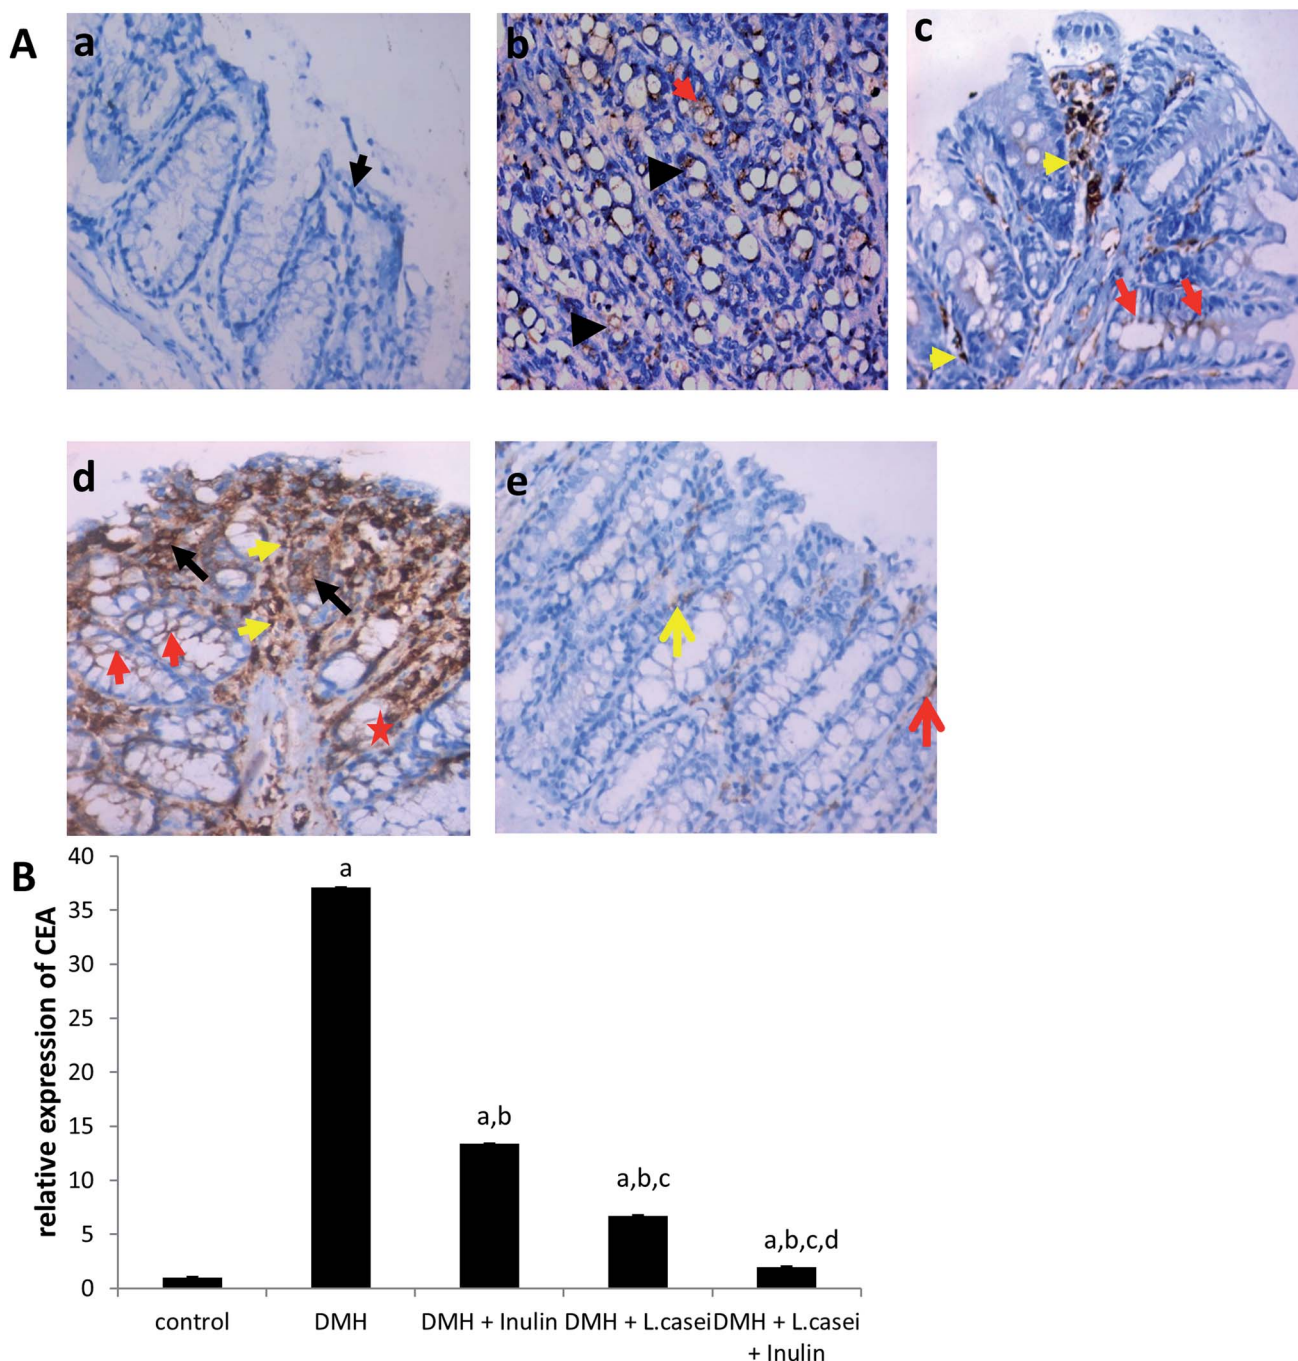 A
a
b
c
d
e
B
relative expression of CEA
40
35
30
25
20
15
10
5
0
a
a,b
a,b,c
a,b,c,d
control
DMH
DMH + Inulin
DMH + L.casei
DMH + L.casei
+ Inulin